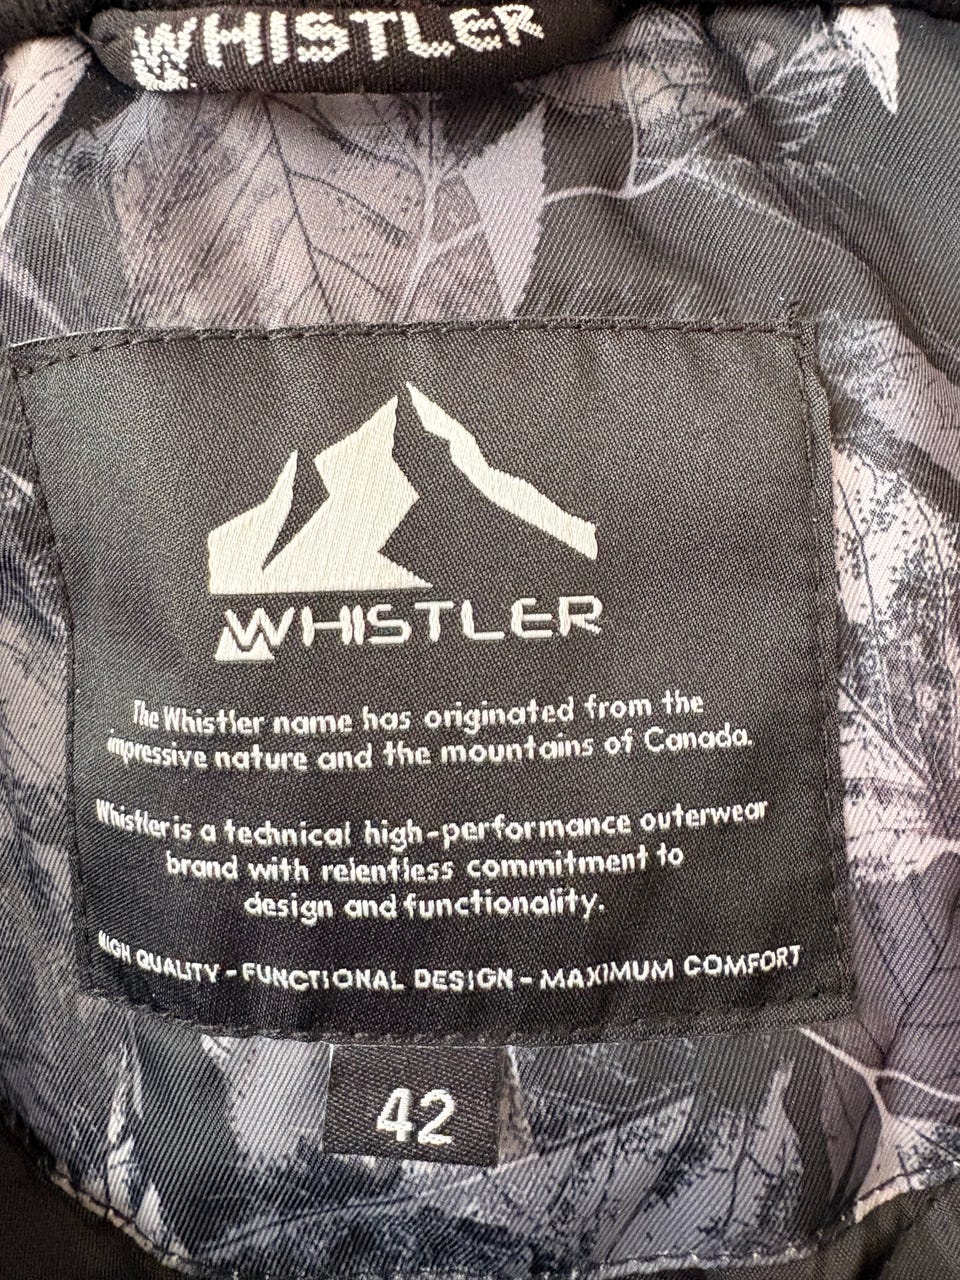 WHISTLER
WHISTLER
The Whistler name has originated from the
impressive nature and the mountains of Canada.
Whistler is a technical high-performance outerwear
brand with relentless commitment to
design and functionality.
HIGH QUALITY - FUNCTIONAL DESIGN - MAXIMUM COMFORT
42